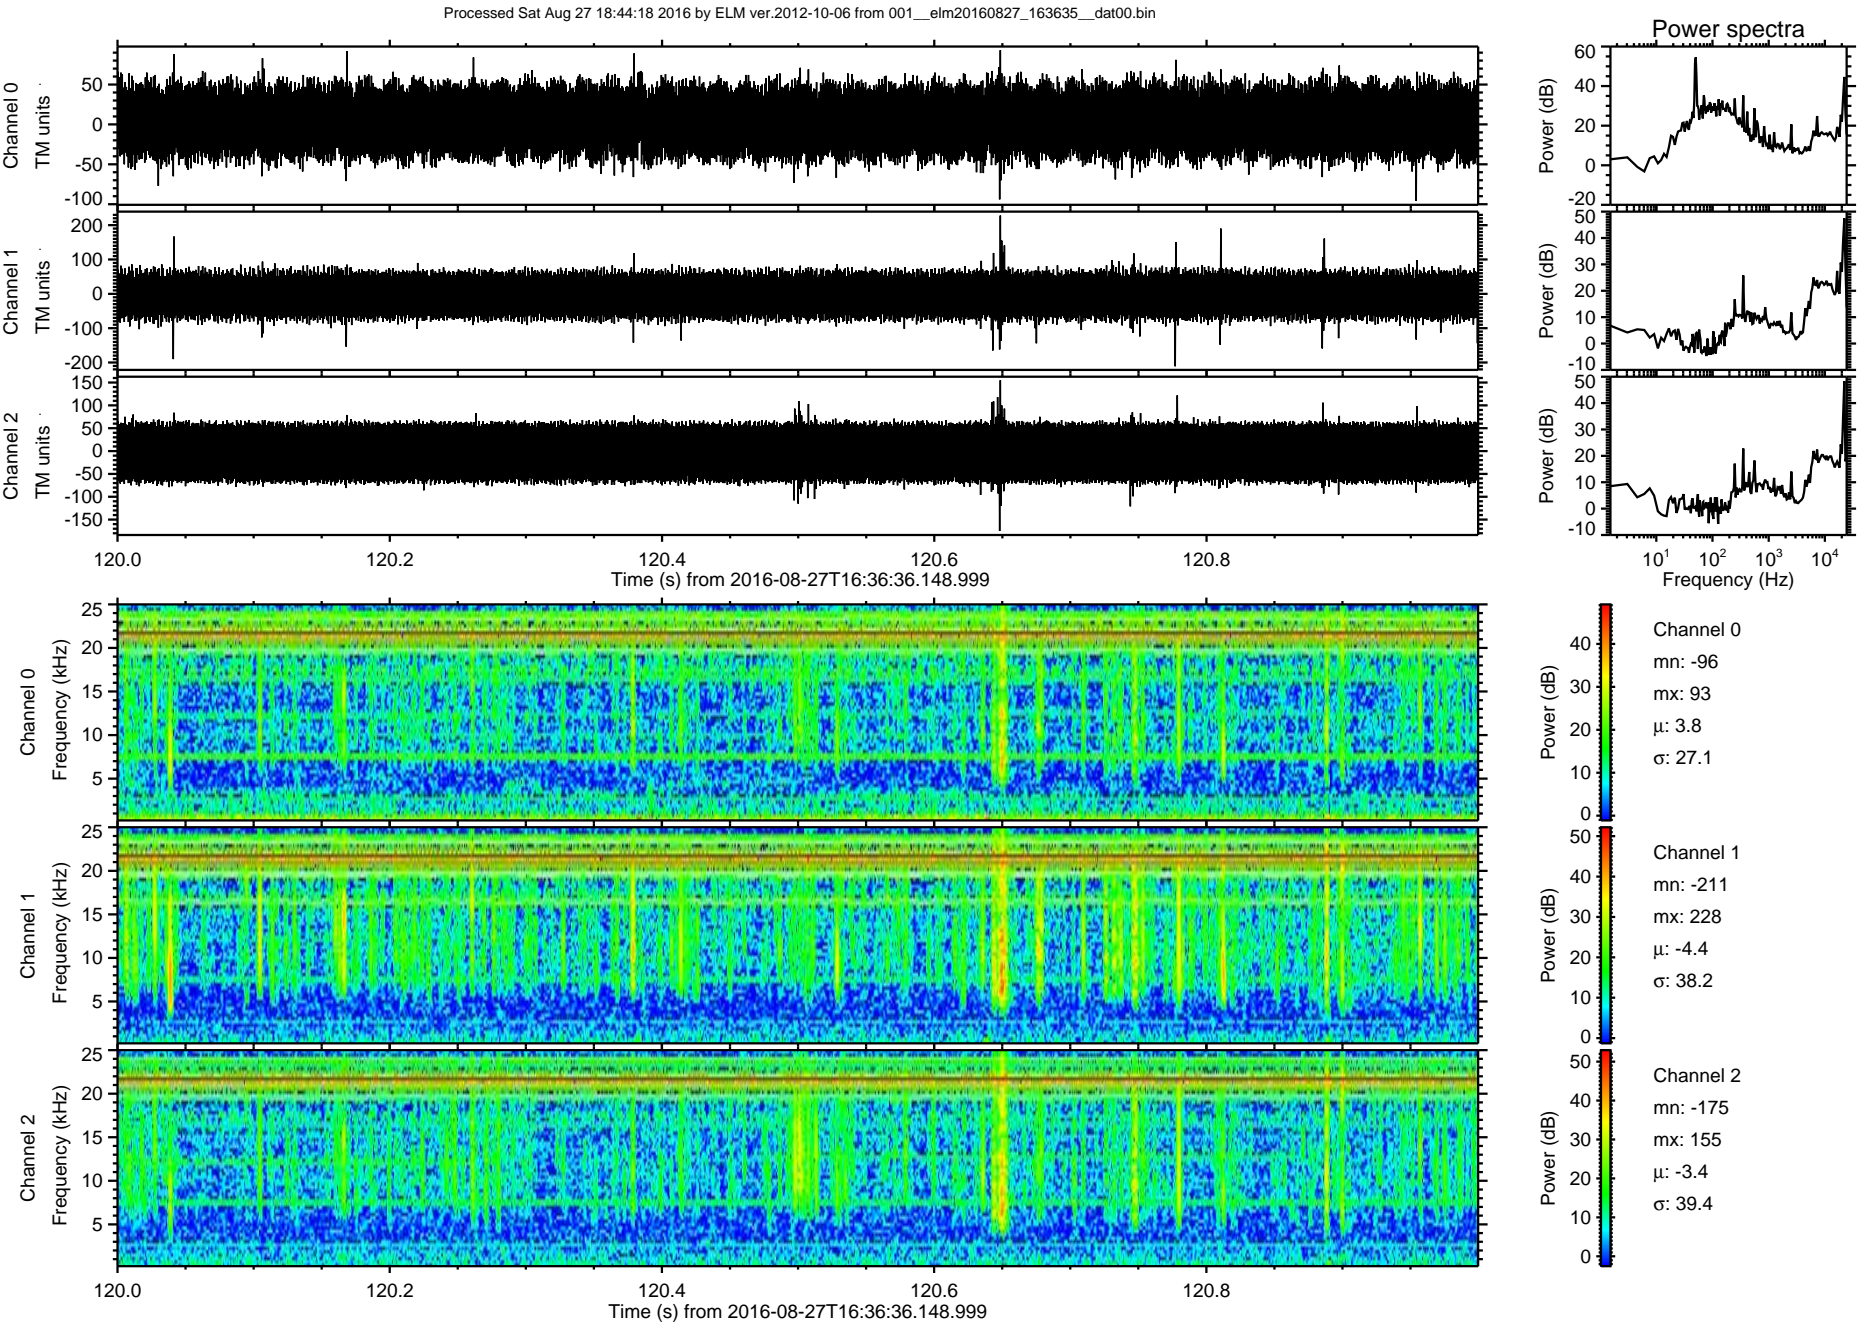 Processed Sat Aug 27 18:44:18 2016 by ELM ver.2012-10-06 from 001__elm20160827_163635__dat00.bin
Power spectra
Channel 0
TM units
50
0
-50
-100
Power (dB)
60
40
20
0
-20
Channel 1
TM units
200
100
0
-100
-200
Power (dB)
50
40
30
20
10
0
-10
Channel 2
TM units
150
100
50
0
-50
-100
-150
Power (dB)
50
40
30
20
10
0
-10
120.0 120.2 120.4 120.6 120.8
Time (s) from 2016-08-27T16:36:36.148.999
10^1 10^2 10^3 10^4
Frequency (Hz)
Channel 0
Frequency (kHz)
25
20
15
10
5
Power (dB)
40
30
20
10
0
Channel 0
mn: -96
mx: 93
μ: 3.8
σ: 27.1
Channel 1
Frequency (kHz)
25
20
15
10
5
Power (dB)
50
40
30
20
10
0
Channel 1
mn: -211
mx: 228
μ: -4.4
σ: 38.2
Channel 2
Frequency (kHz)
25
20
15
10
5
Power (dB)
50
40
30
20
10
0
Channel 2
mn: -175
mx: 155
μ: -3.4
σ: 39.4
120.0 120.2 120.4 120.6 120.8
Time (s) from 2016-08-27T16:36:36.148.999